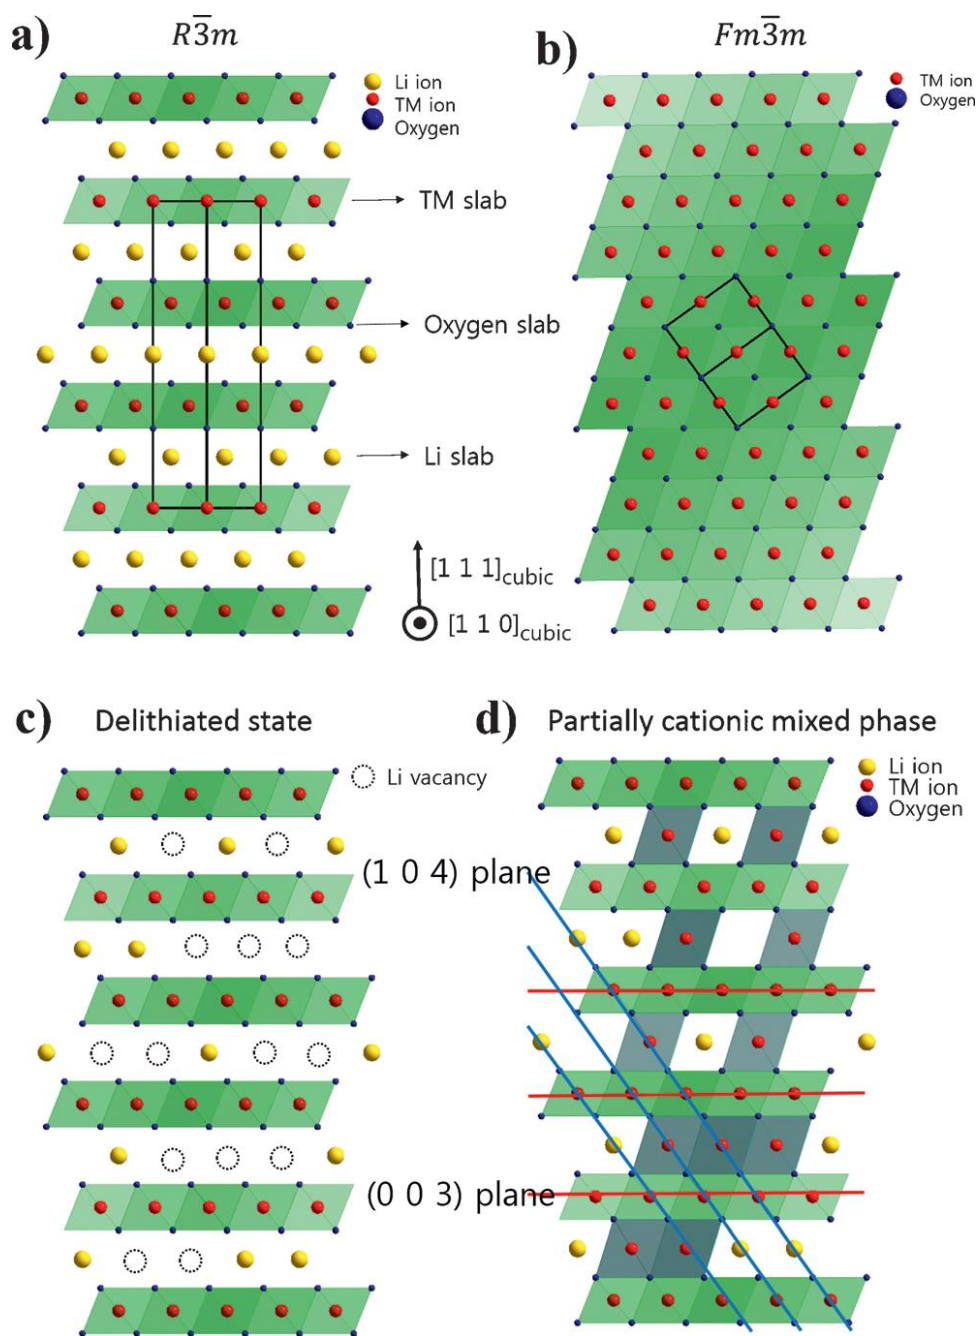 a)
R3̅m
Li ion
TM ion
Oxygen
TM slab
Oxygen slab
Li slab
[1 1 1]cubic
[1 1 0]cubic
b)
Fm3̅m
TM ion
Oxygen
c) Delithiated state
Li vacancy
(1 0 4) plane
(0 0 3) plane
d) Partially cationic mixed phase
Li ion
TM ion
Oxygen